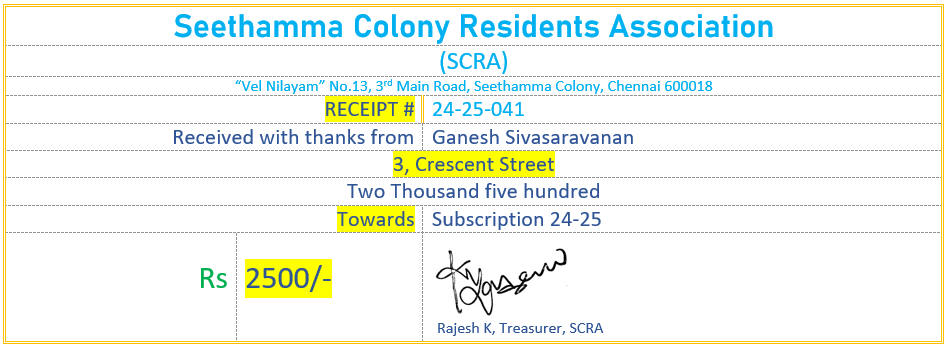 Seethamma Colony Residents Association
(SCRA)
“Vel Nilayam” No.13, 3rd Main Road, Seethamma Colony, Chennai 600018
RECEIPT # 24-25-041
Received with thanks from Ganesh Sivasaravanan
3, Crescent Street
Two Thousand five hundred
Towards Subscription 24-25
Rs 2500/-
Rajesh K, Treasurer, SCRA